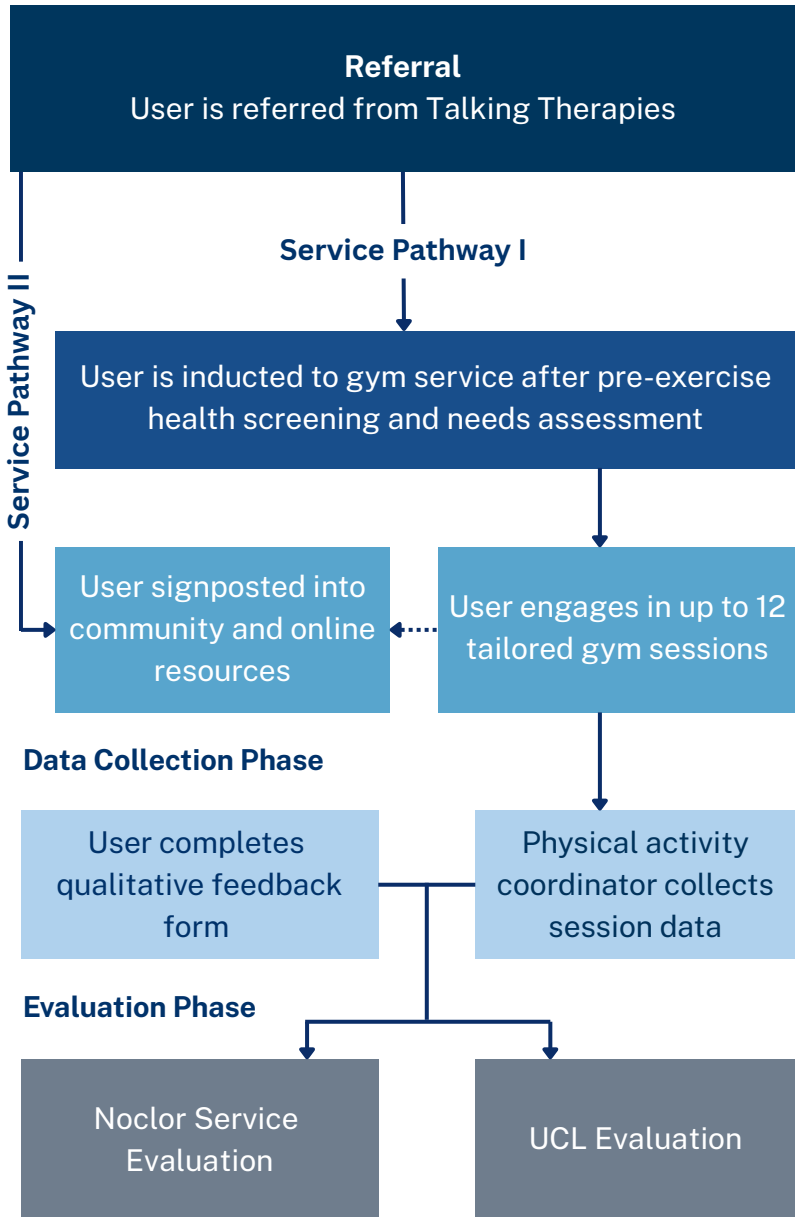 Referral
User is referred from Talking Therapies
Service Pathway I
Service Pathway II
User is inducted to gym service after pre-exercise
health screening and needs assessment
User signposted into
community and online
resources
User engages in up to 12
tailored gym sessions
Data Collection Phase
User completes
qualitative feedback
form
Physical activity
coordinator collects
session data
Evaluation Phase
Noclor Service
Evaluation
UCL Evaluation